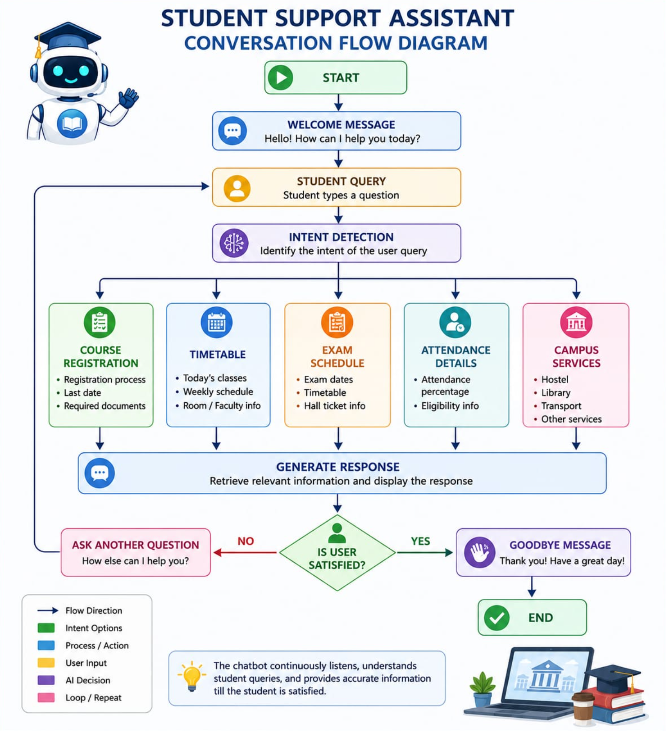 STUDENT SUPPORT ASSISTANT
CONVERSATION FLOW DIAGRAM
START
WELCOME MESSAGE
Hello! How can I help you today?
STUDENT QUERY
Student types a question
INTENT DETECTION
Identify the intent of the user query
COURSE
REGISTRATION
• Registration process
• Last date
• Required documents
TIMETABLE
• Today's classes
• Weekly schedule
• Room / Faculty info
EXAM
SCHEDULE
• Exam dates
• Timetable
• Hall ticket info
ATTENDANCE
DETAILS
• Attendance
percentage
• Eligibility info
CAMPUS
SERVICES
• Hostel
• Library
• Transport
• Other services
GENERATE RESPONSE
Retrieve relevant information and display the response
ASK ANOTHER QUESTION
How else can I help you?
NO
IS USER
SATISFIED?
YES
GOODBYE MESSAGE
Thank you! Have a great day!
END
Flow Direction
Intent Options
Process / Action
User Input
AI Decision
Loop / Repeat
The chatbot continuously listens, understands
student queries, and provides accurate information
till the student is satisfied.